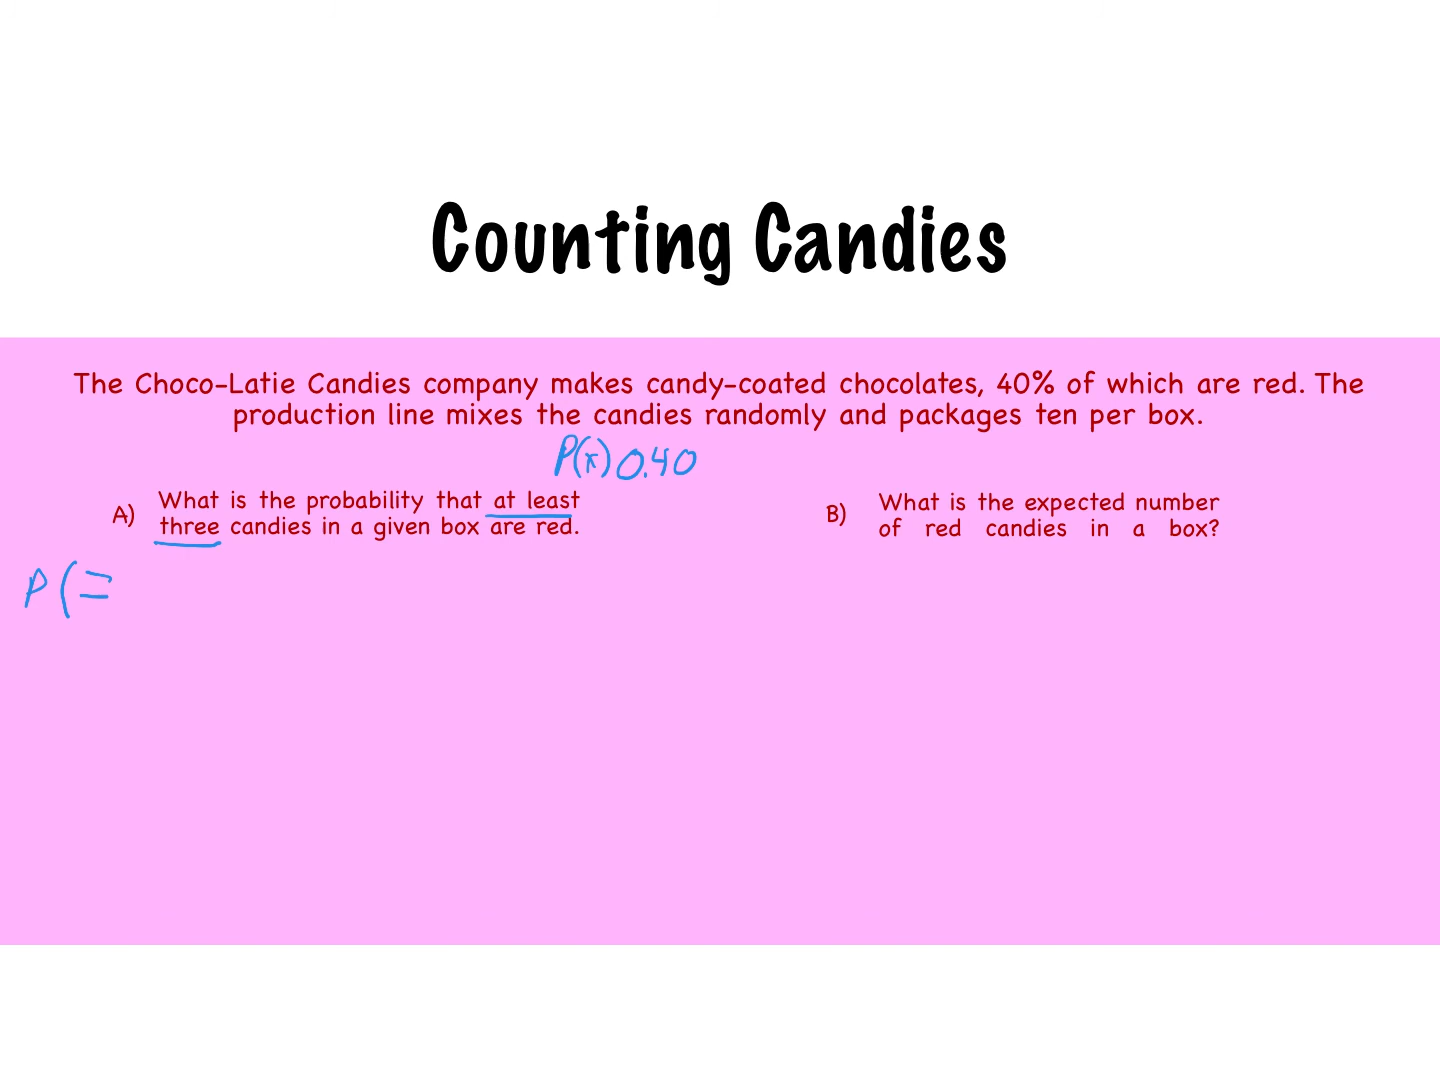 Counting Candies
The Choco-Latie Candies company makes candy-coated chocolates, 40% of which are red. The
production line mixes the candies randomly and packages ten per box.
P(x) 0.40
A) What is the probability that at least
three candies in a given box are red.
B) What is the expected number
of red candies in a box?
P(=